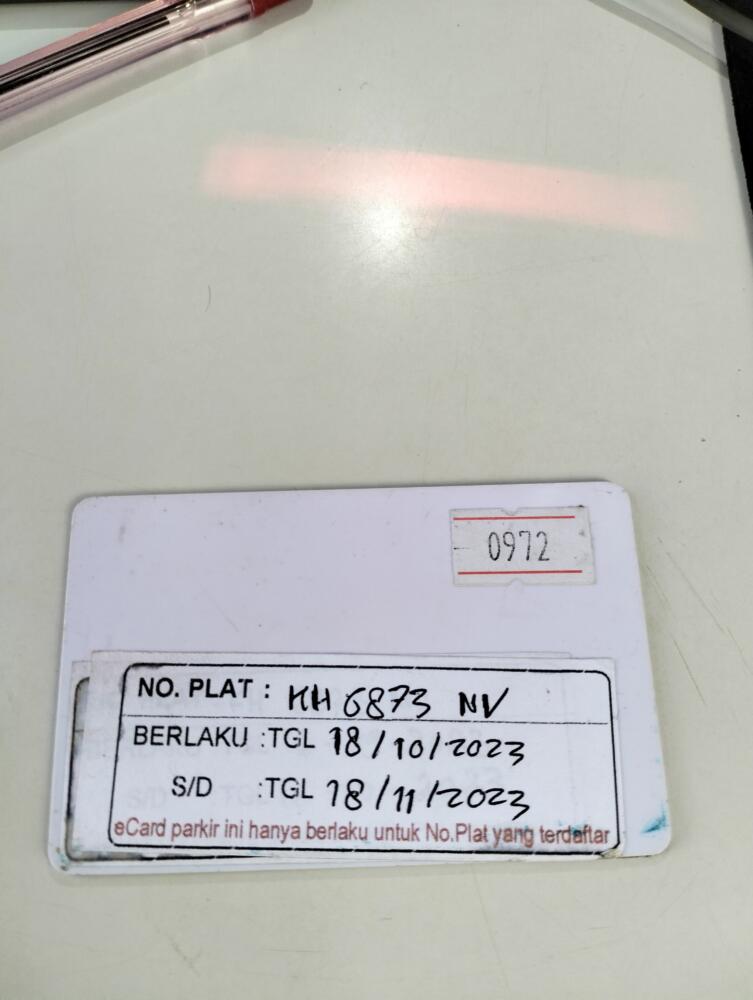 0972
NO. PLAT : KH 6873 NV
BERLAKU :TGL 18/10/2023
S/D :TGL 18/11/2023
eCard parkir ini hanya berlaku untuk No.Plat yang terdaftar